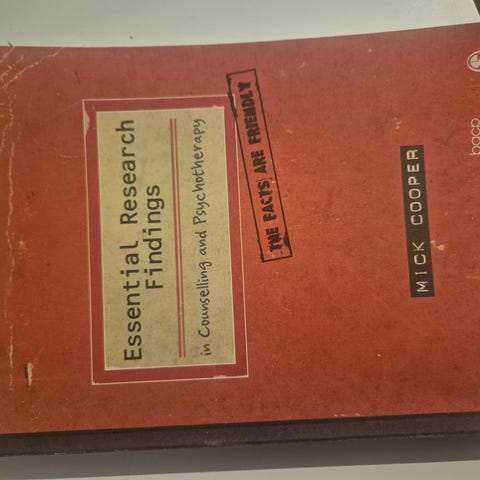 Essential Research
Findings
in Counselling and Psychotherapy
THE FACTS ARE FRIENDLY
MICK COOPER
bacp